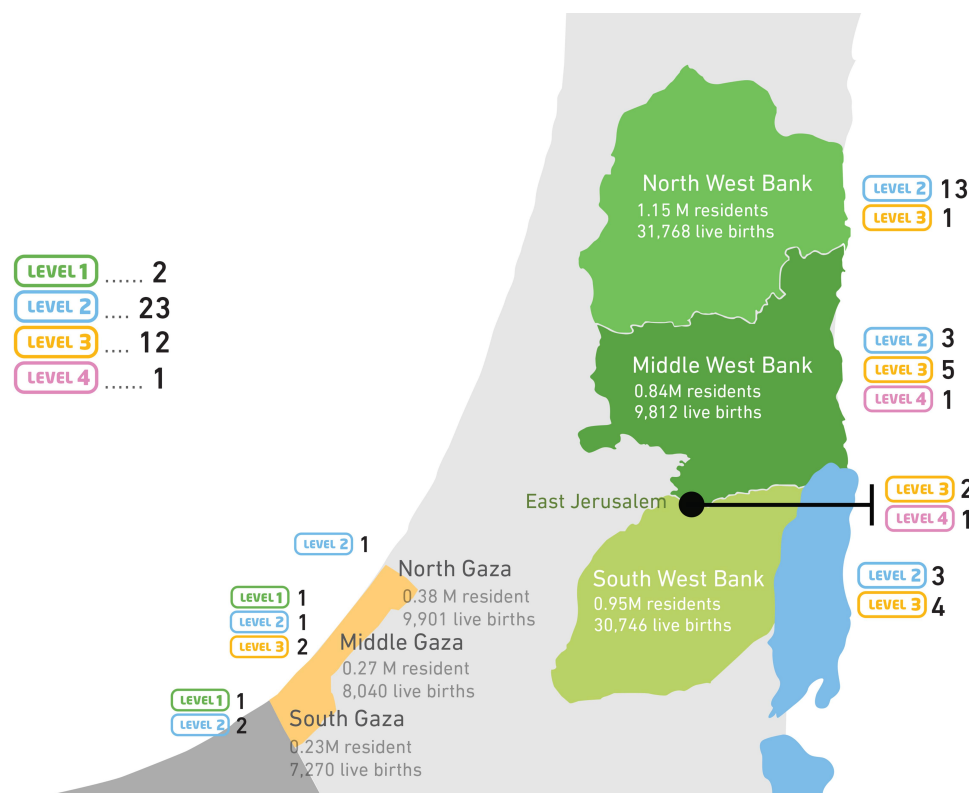 LEVEL 1 ...... 2
LEVEL 2 .... 23
LEVEL 3 .... 12
LEVEL 4 ...... 1
North West Bank
1.15 M residents
31,768 live births
LEVEL 2 13
LEVEL 3 1
Middle West Bank
0.84M residents
9,812 live births
LEVEL 2 3
LEVEL 3 5
LEVEL 4 1
East Jerusalem
LEVEL 3 2
LEVEL 4 1
South West Bank
0.95M residents
30,746 live births
LEVEL 2 3
LEVEL 3 4
LEVEL 2 1
North Gaza
0.38 M resident
9,901 live births
LEVEL 1 1
LEVEL 2 1
LEVEL 3 2
Middle Gaza
0.27 M resident
8,040 live births
LEVEL 1 1
LEVEL 2 2
South Gaza
0.23M resident
7,270 live births